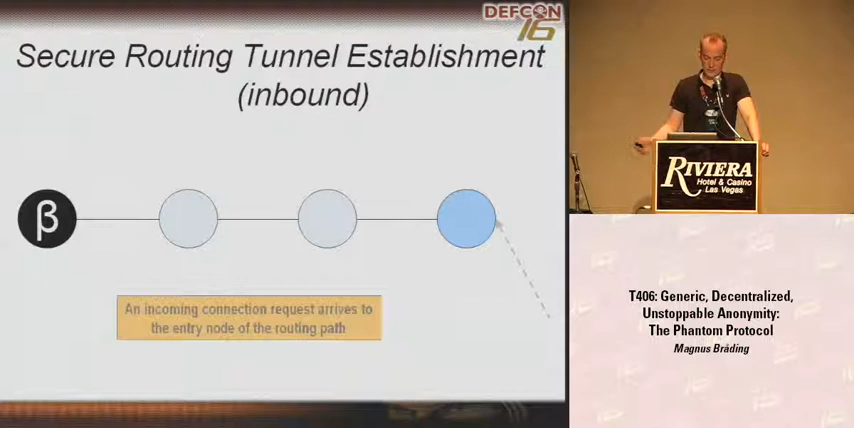 DEFCON
16
Secure Routing Tunnel Establishment
(inbound)
β
An incoming connection request arrives to
the entry node of the routing path
RIVIERA
Hotel & Casino
Las Vegas
T406: Generic, Decentralized,
Unstoppable Anonymity:
The Phantom Protocol
Magnus Bråding